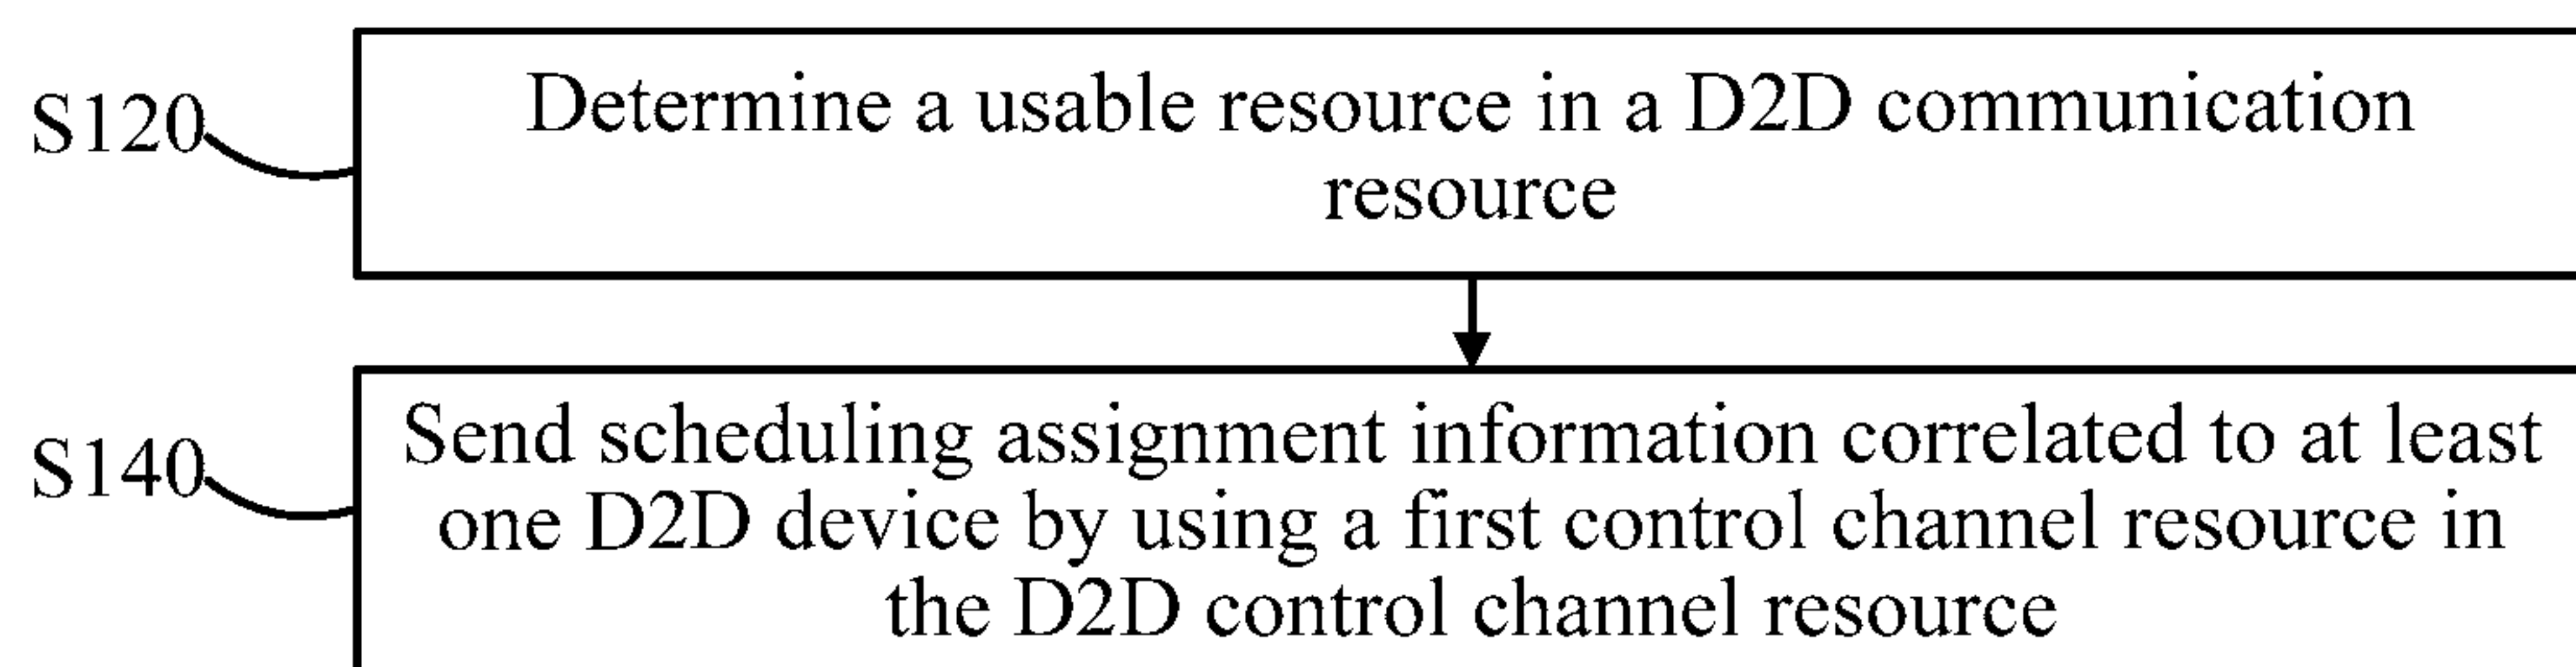 S120
Determine a usable resource in a D2D communication
resource
S140
Send scheduling assignment information correlated to at least
one D2D device by using a first control channel resource in
the D2D control channel resource